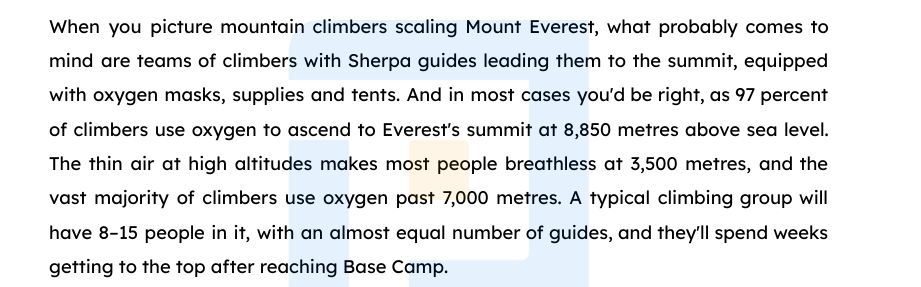 When you picture mountain climbers scaling Mount Everest, what probably comes to
mind are teams of climbers with Sherpa guides leading them to the summit, equipped
with oxygen masks, supplies and tents. And in most cases you'd be right, as 97 percent
of climbers use oxygen to ascend to Everest's summit at 8,850 metres above sea level.
The thin air at high altitudes makes most people breathless at 3,500 metres, and the
vast majority of climbers use oxygen past 7,000 metres. A typical climbing group will
have 8–15 people in it, with an almost equal number of guides, and they'll spend weeks
getting to the top after reaching Base Camp.